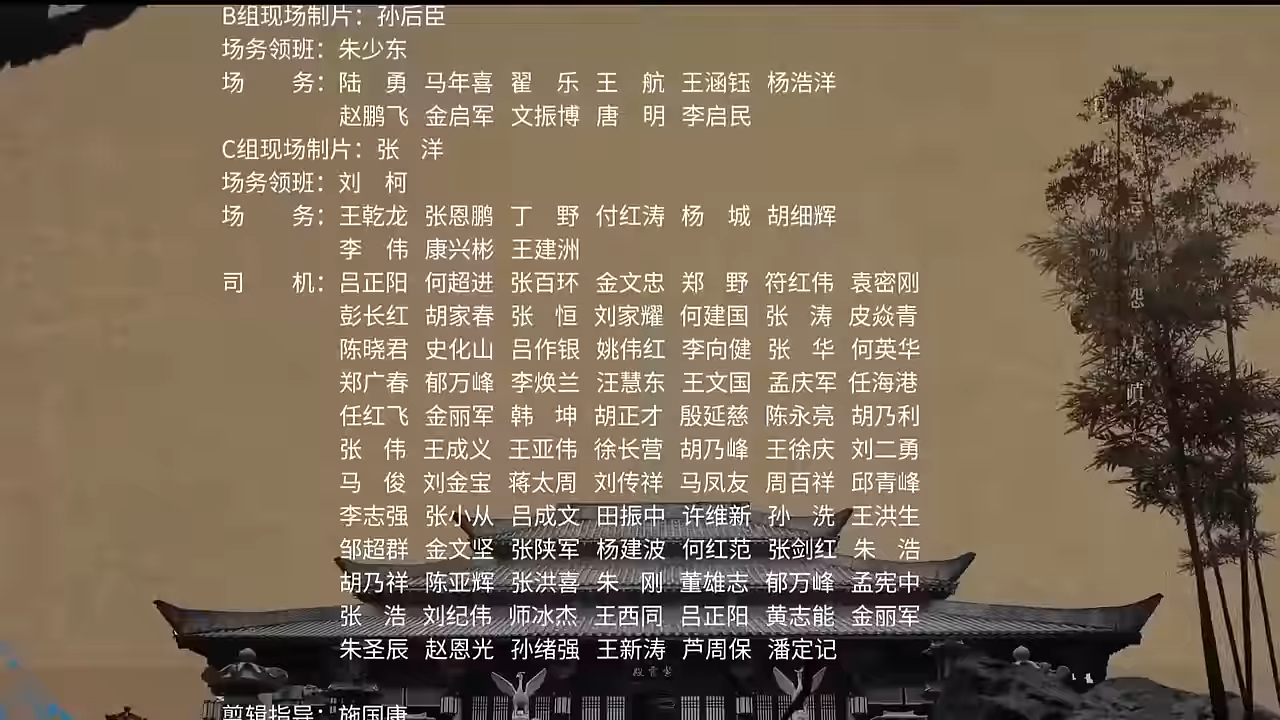 B组现场制片：孙后臣
场务领班：朱少东
场　　务：陆　勇 马年喜 翟　乐 王　航 王涵钰 杨浩洋
赵鹏飞 金启军 文振博 唐　明 李启民
C组现场制片：张　洋
场务领班：刘　柯
场　　务：王乾龙 张恩鹏 丁　野 付红涛 杨　城 胡细辉
李　伟 康兴彬 王建洲
司　　机：吕正阳 何超进 张百环 金文忠 郑　野 符红伟 袁密刚
彭长红 胡家春 张　恒 刘家耀 何建国 张　涛 皮焱青
陈晓君 史化山 吕作银 姚伟红 李向健 张　华 何英华
郑广春 郁万峰 李焕兰 汪慧东 王文国 孟庆军 任海港
任红飞 金丽军 韩　坤 胡正才 殷延慈 陈永亮 胡乃利
张　伟 王成义 王亚伟 徐长营 胡乃峰 王徐庆 刘二勇
马　俊 刘金宝 蒋太周 刘传祥 马凤友 周百祥 邱青峰
李志强 张小从 吕成文 田振中 许维新 孙　洗 王洪生
邹超群 金文坚 张陕军 杨建波 何红范 张剑红 朱　浩
胡乃祥 陈亚辉 张洪喜 朱　刚 董雄志 郁万峰 孟宪中
张　浩 刘纪伟 师冰杰 王西同 吕正阳 黄志能 金丽军
朱圣辰 赵恩光 孙绪强 王新涛 芦周保 潘定记
剪辑指导：施国康